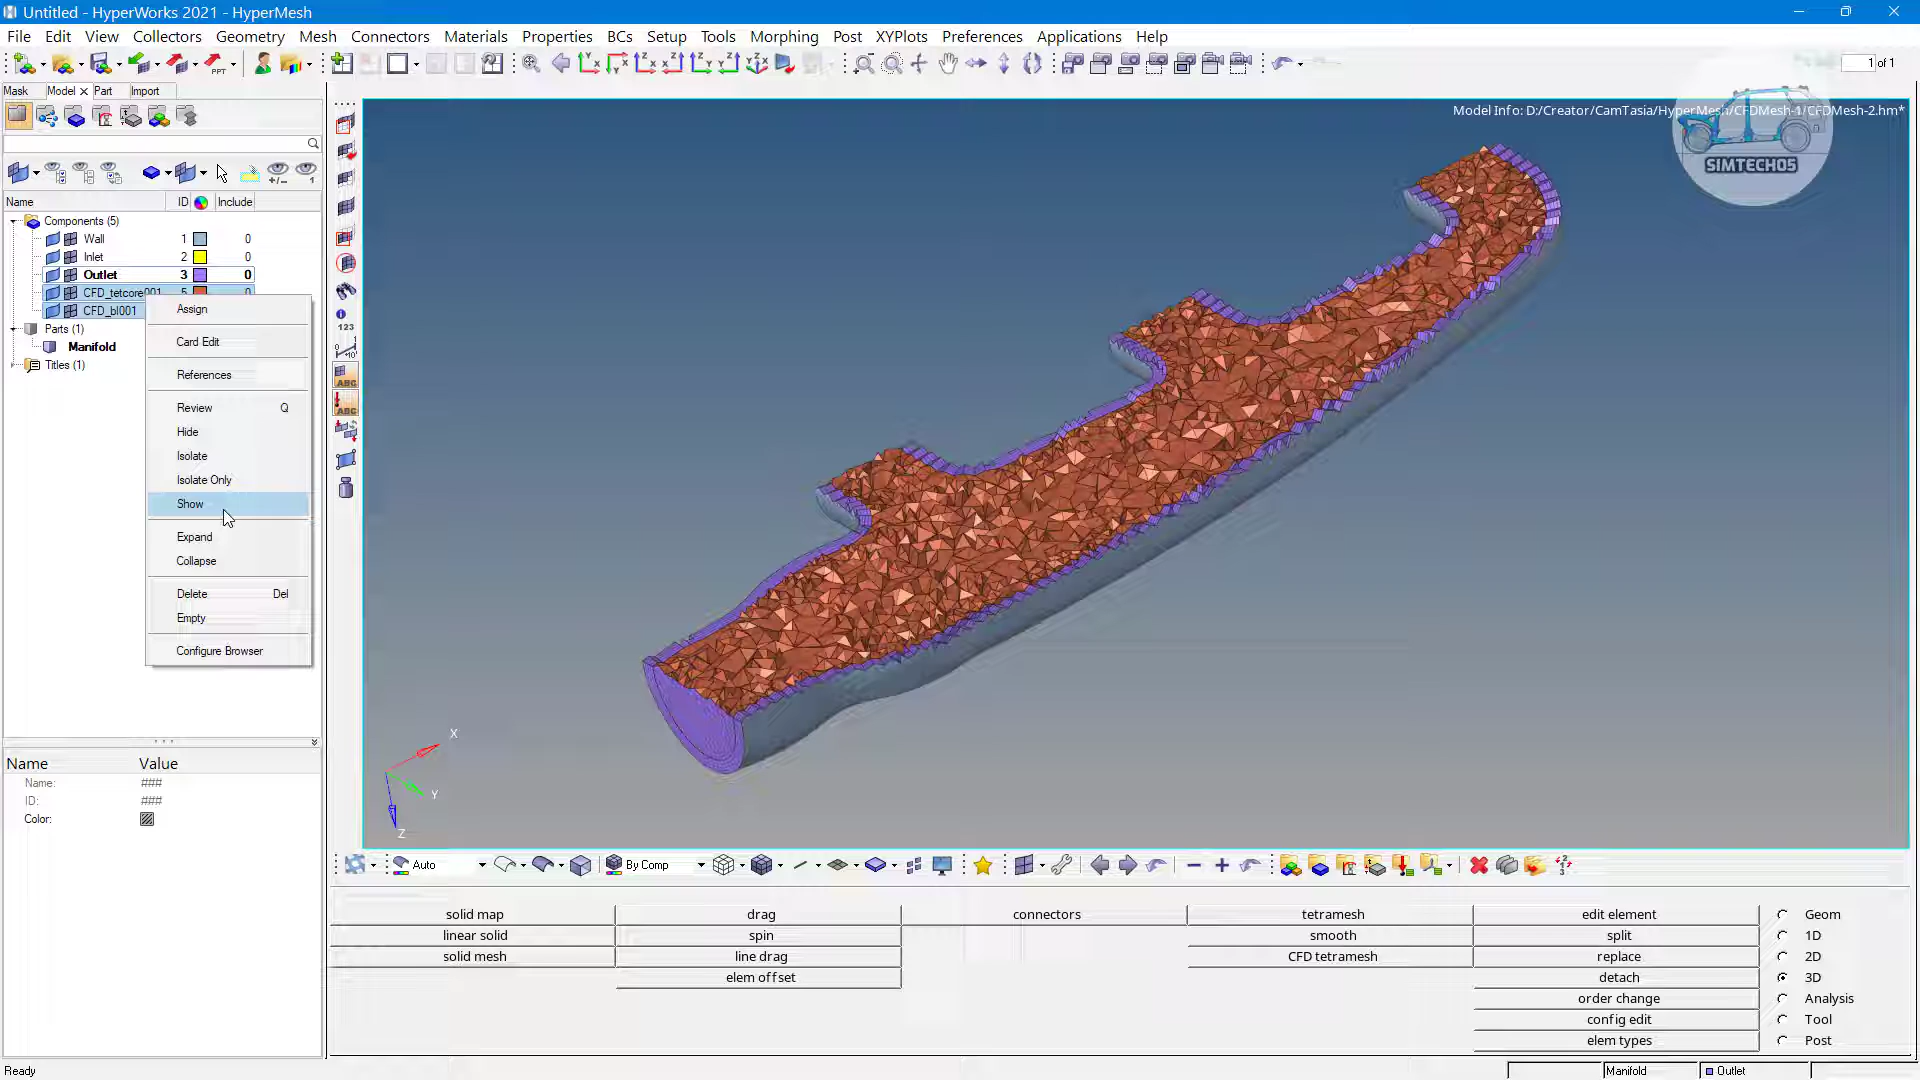 Untitled - HyperWorks 2021 - HyperMesh
File Edit View Collectors Geometry Mesh Connectors Materials Properties BCs Setup Tools Morphing Post XYPlots Preferences Applications Help
PPT
1 of 1
Mask Model Part Import
Model Info: D:/Creator/CamTasia/HyperMesh/CFDMesh-1/CFDMesh-2.hm*
SIMTECH05
Name ID Include
Components (5)
Wall 1 0
Inlet 2 0
Outlet 3 0
CFD_tetcore001 5 0
CFD_bl001
Parts (1)
Manifold
Titles (1)
Assign
Card Edit
References
Review Q
Hide
Isolate
Isolate Only
Show
Expand
Collapse
Delete Del
Empty
Configure Browser
123
ABC
ABC
X
Y
Z
Name Value
Name: ###
ID: ###
Color:
Auto By Comp
solid map drag connectors tetramesh edit element Geom
linear solid spin smooth split 1D
solid mesh line drag CFD tetramesh replace 2D
elem offset detach 3D
order change Analysis
config edit Tool
elem types Post
Ready Manifold Outlet